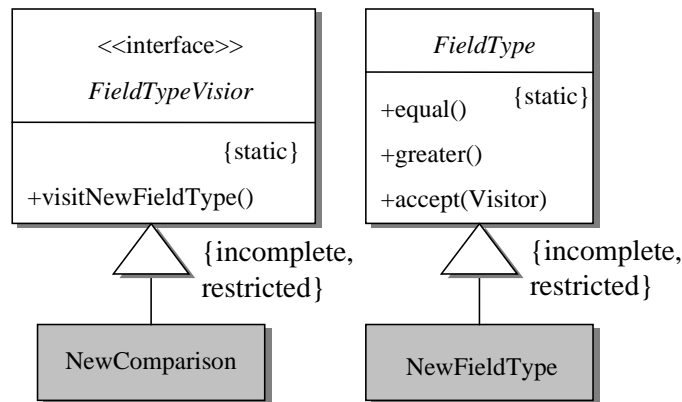 <<interface>>
FieldTypeVisior
{static}
+visitNewFieldType()
{incomplete,
restricted}
NewComparison
FieldType
{static}
+equal()
+greater()
+accept(Visitor)
{incomplete,
restricted}
NewFieldType